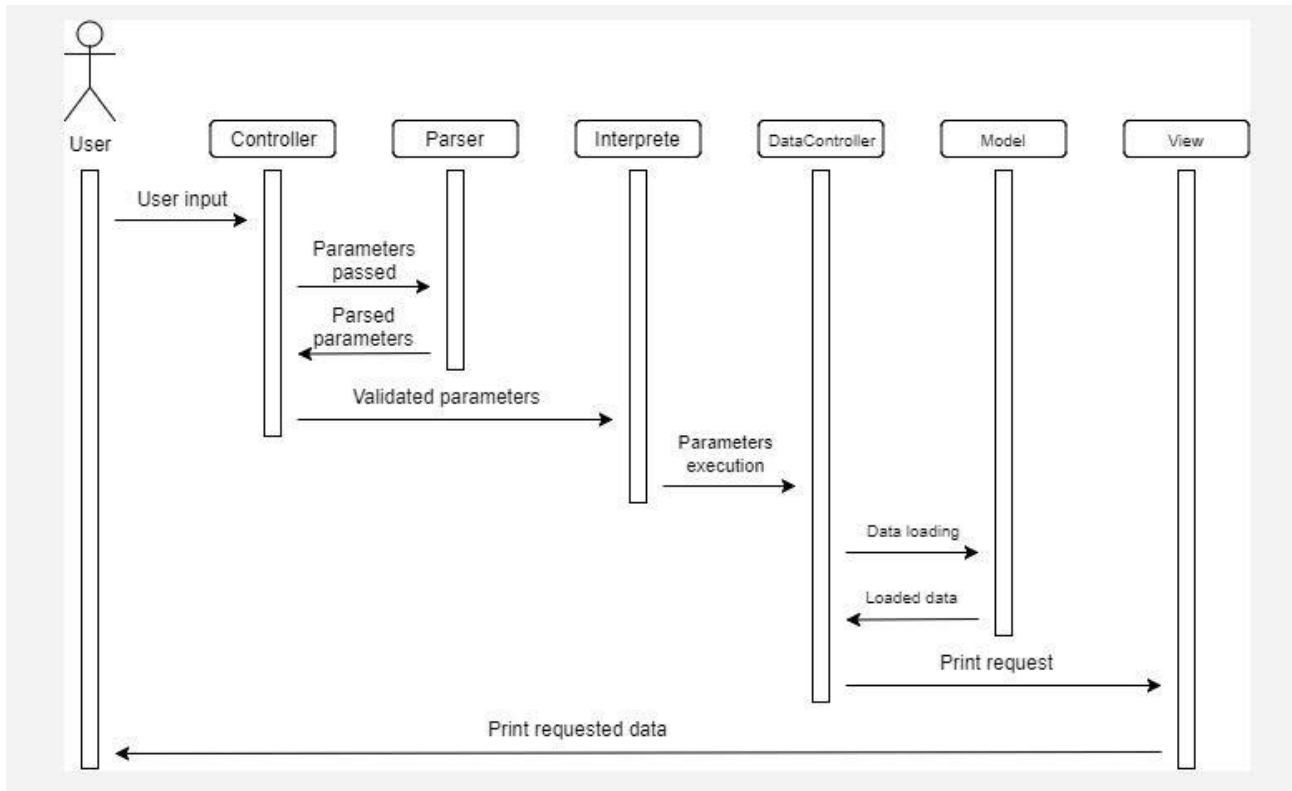 User
Controller
Parser
Interprete
DataController
Model
View
User input
Parameters
passed
Parsed
parameters
Validated parameters
Parameters
execution
Data loading
Loaded data
Print request
Print requested data